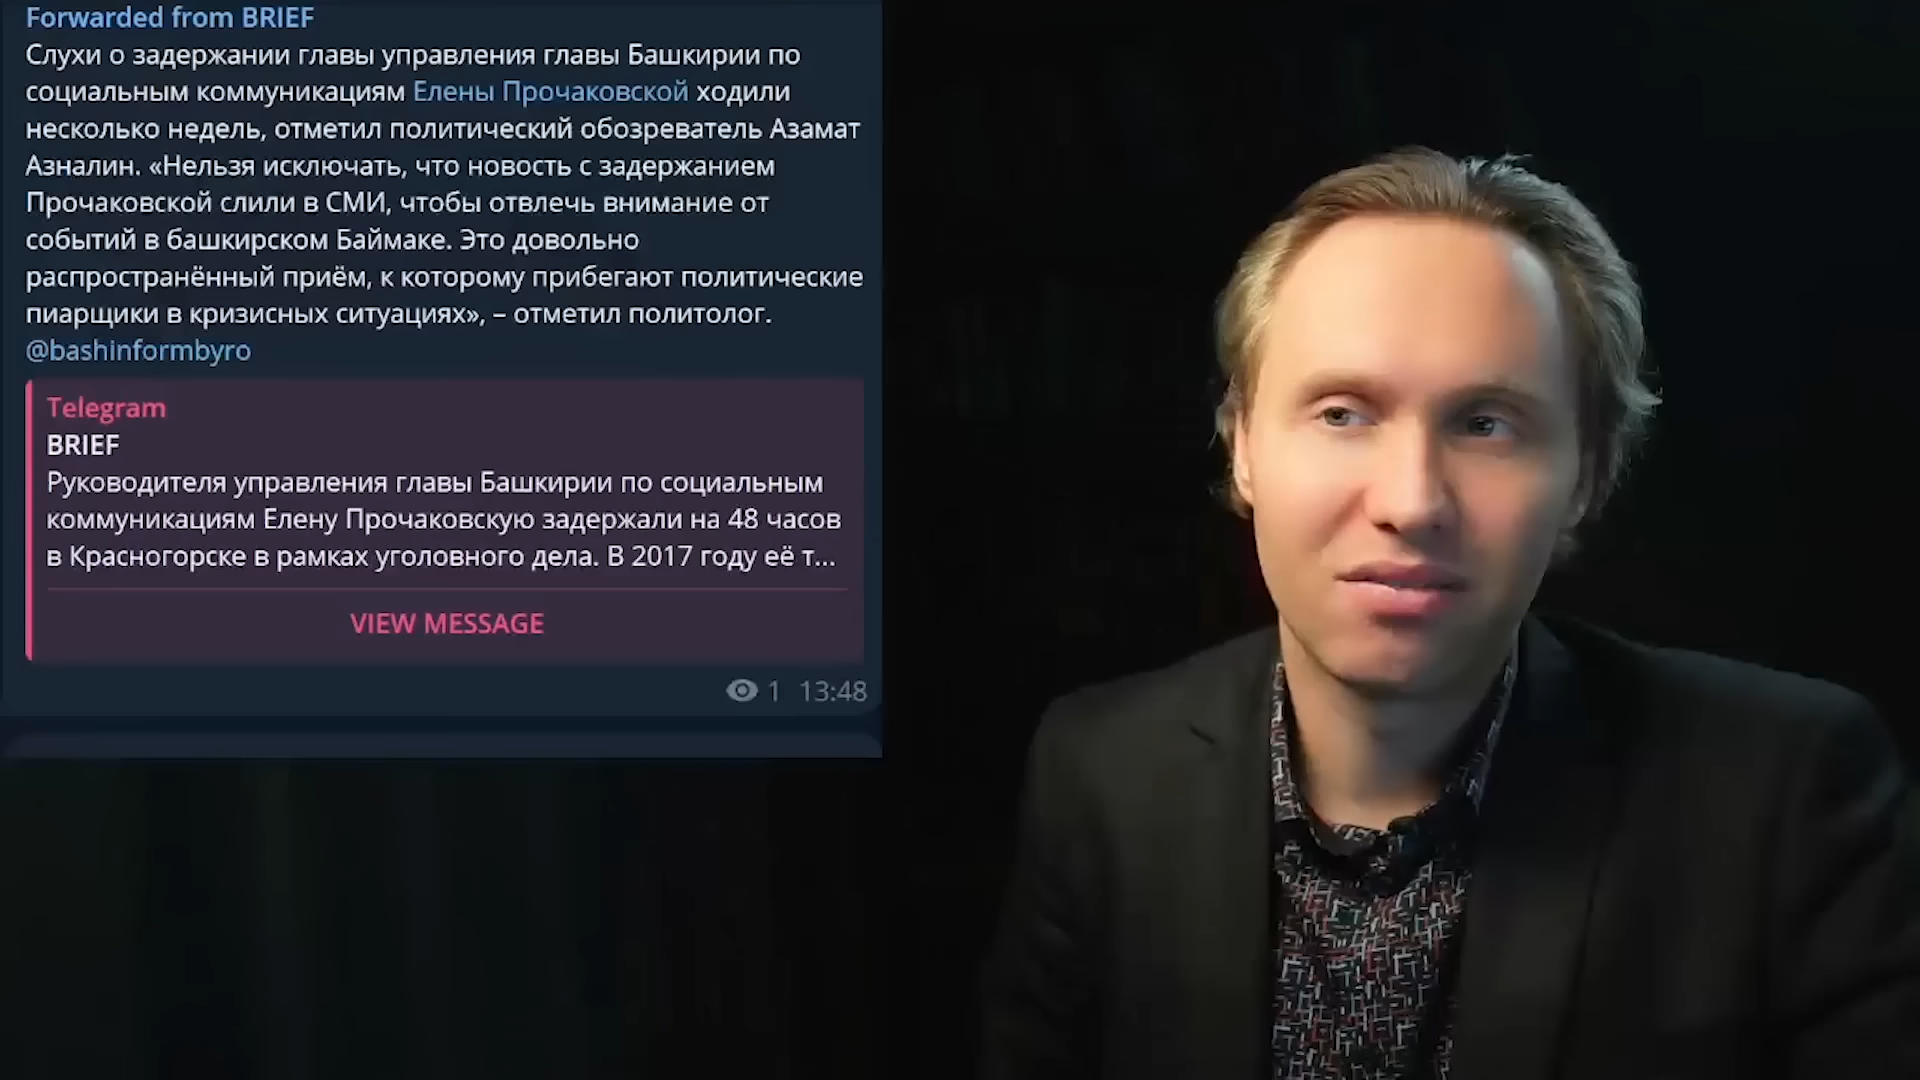 Forwarded from BRIEF
Слухи о задержании главы управления главы Башкирии по
социальным коммуникациям Елены Прочаковской ходили
несколько недель, отметил политический обозреватель Азамат
Азналин. «Нельзя исключать, что новость с задержанием
Прочаковской слили в СМИ, чтобы отвлечь внимание от
событий в башкирском Баймаке. Это довольно
распространённый приём, к которому прибегают политические
пиарщики в кризисных ситуациях», – отметил политолог.
@bashinformbyro
Telegram
BRIEF
Руководителя управления главы Башкирии по социальным
коммуникациям Елену Прочаковскую задержали на 48 часов
в Красногорске в рамках уголовного дела. В 2017 году её т...
VIEW MESSAGE
1 13:48